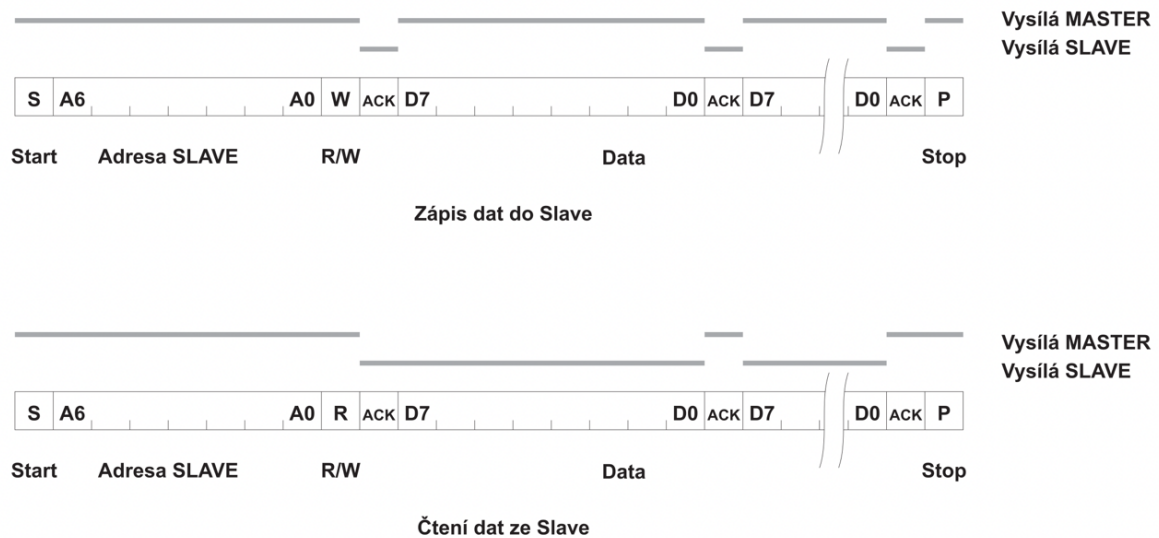 Vysílá MASTER
Vysílá SLAVE
S A6 A0 W ACK D7 D0 ACK D7 D0 ACK P
Start Adresa SLAVE R/W Data Stop
Zápis dat do Slave
Vysílá MASTER
Vysílá SLAVE
S A6 A0 R ACK D7 D0 ACK D7 D0 ACK P
Start Adresa SLAVE R/W Data Stop
Čtení dat ze Slave